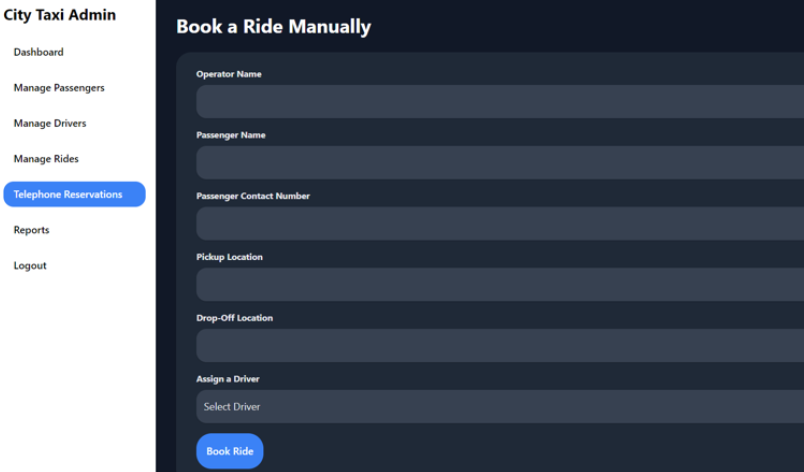 City Taxi Admin
Dashboard
Manage Passengers
Manage Drivers
Manage Rides
Telephone Reservations
Reports
Logout
Book a Ride Manually
Operator Name
Passenger Name
Passenger Contact Number
Pickup Location
Drop-Off Location
Assign a Driver
Select Driver
Book Ride